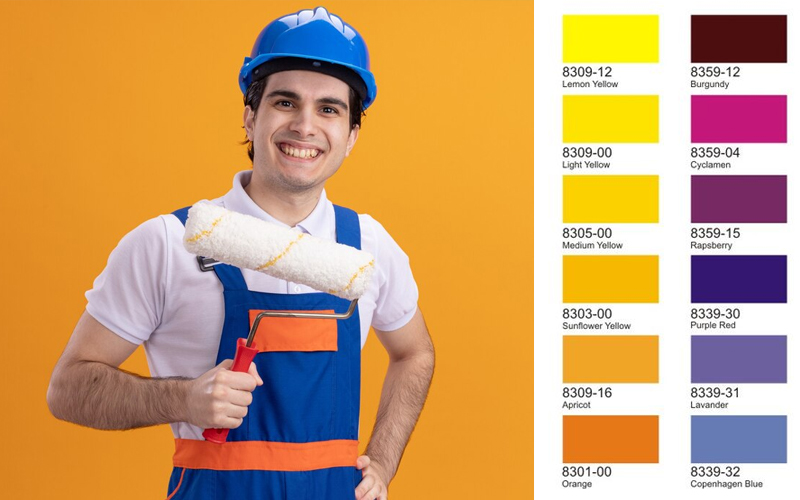 8309-12
Lemon Yellow
8309-00
Light Yellow
8305-00
Medium Yellow
8303-00
Sunflower Yellow
8309-16
Apricot
8301-00
Orange
8359-12
Burgundy
8359-04
Cyclamen
8359-15
Rapsberry
8339-30
Purple Red
8339-31
Lavander
8339-32
Copenhagen Blue